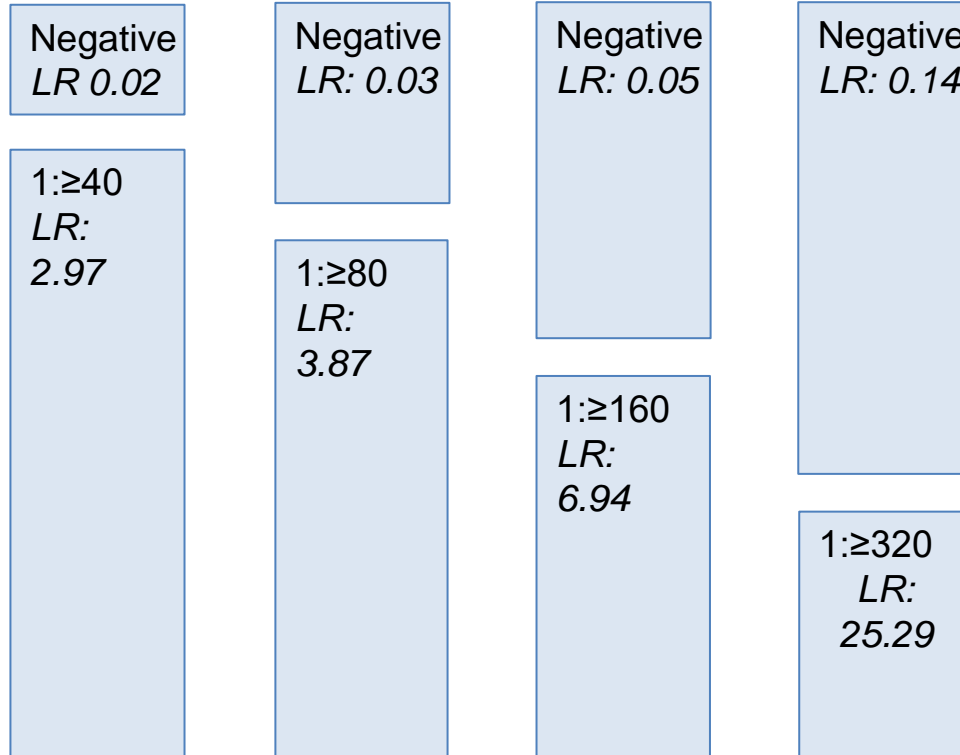 Negative
LR 0.02
1:≥40
LR:
2.97
Negative
LR: 0.03
1:≥80
LR:
3.87
Negative
LR: 0.05
1:≥160
LR:
6.94
Negative
LR: 0.14
1:≥320
LR:
25.29